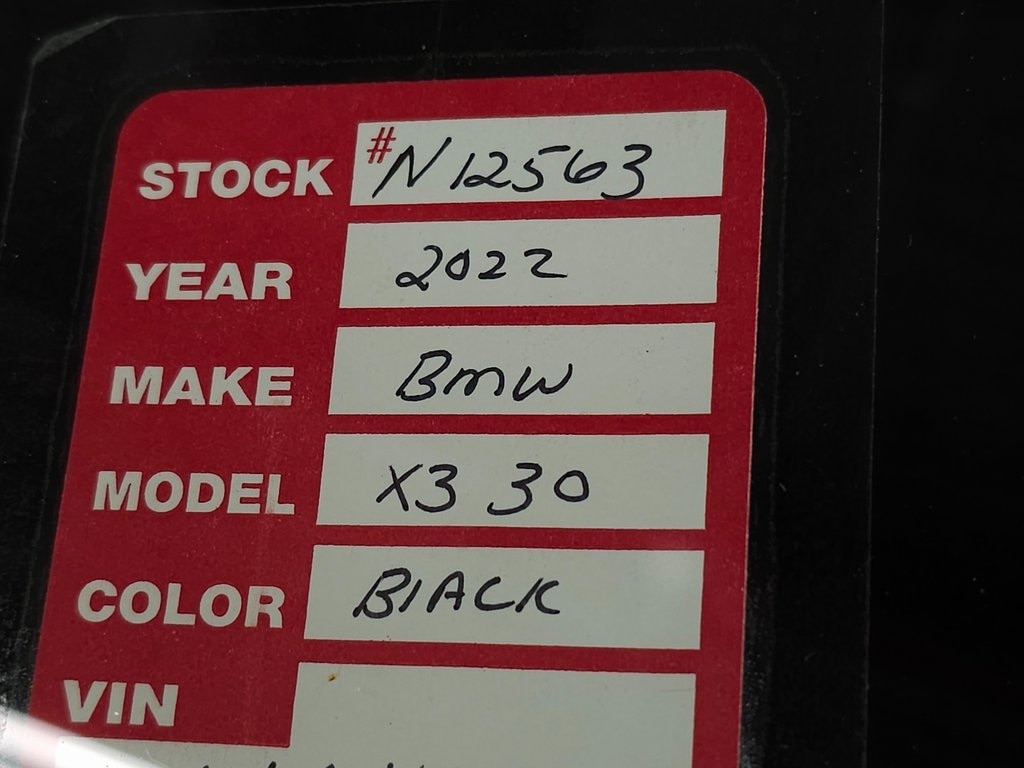 STOCK #N12563
YEAR 2022
MAKE BMW
MODEL X3 30
COLOR BlACK
VIN